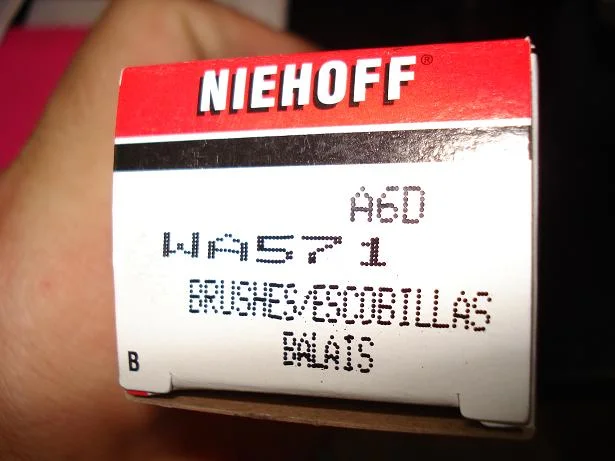 NIEHOFF®
A6D
WA571
BRUSHES/ESCOBILLAS
BALAIS
B